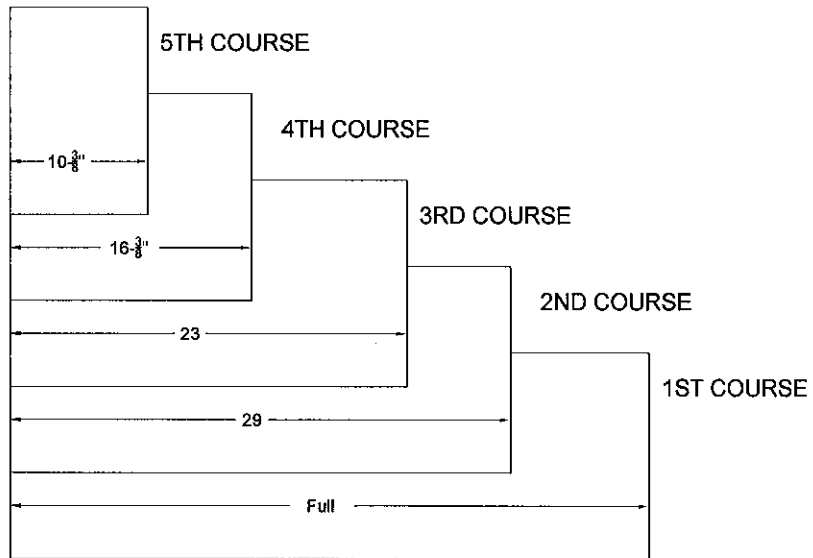 5TH COURSE
4TH COURSE
10-3/8"
3RD COURSE
16-3/8"
2ND COURSE
23
1ST COURSE
29
Full